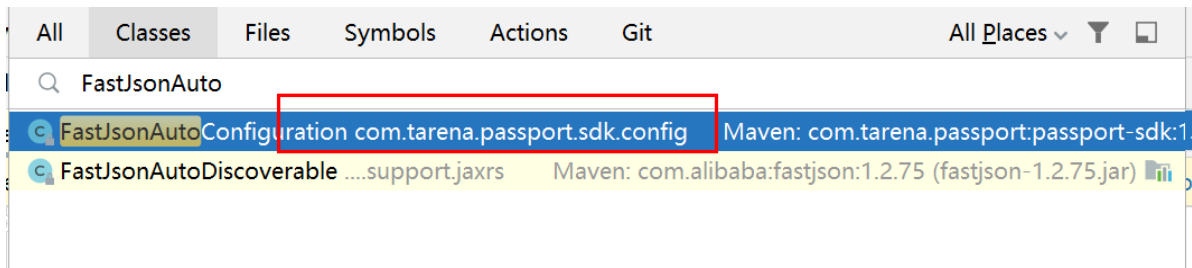 All Classes Files Symbols Actions Git All Places
FastJsonAuto
FastJsonAutoConfiguration com.tarena.passport.sdk.config Maven: com.tarena.passport:passport-sdk:1.
FastJsonAutoDiscoverable ....support.jaxrs Maven: com.alibaba:fastjson:1.2.75 (fastjson-1.2.75.jar)